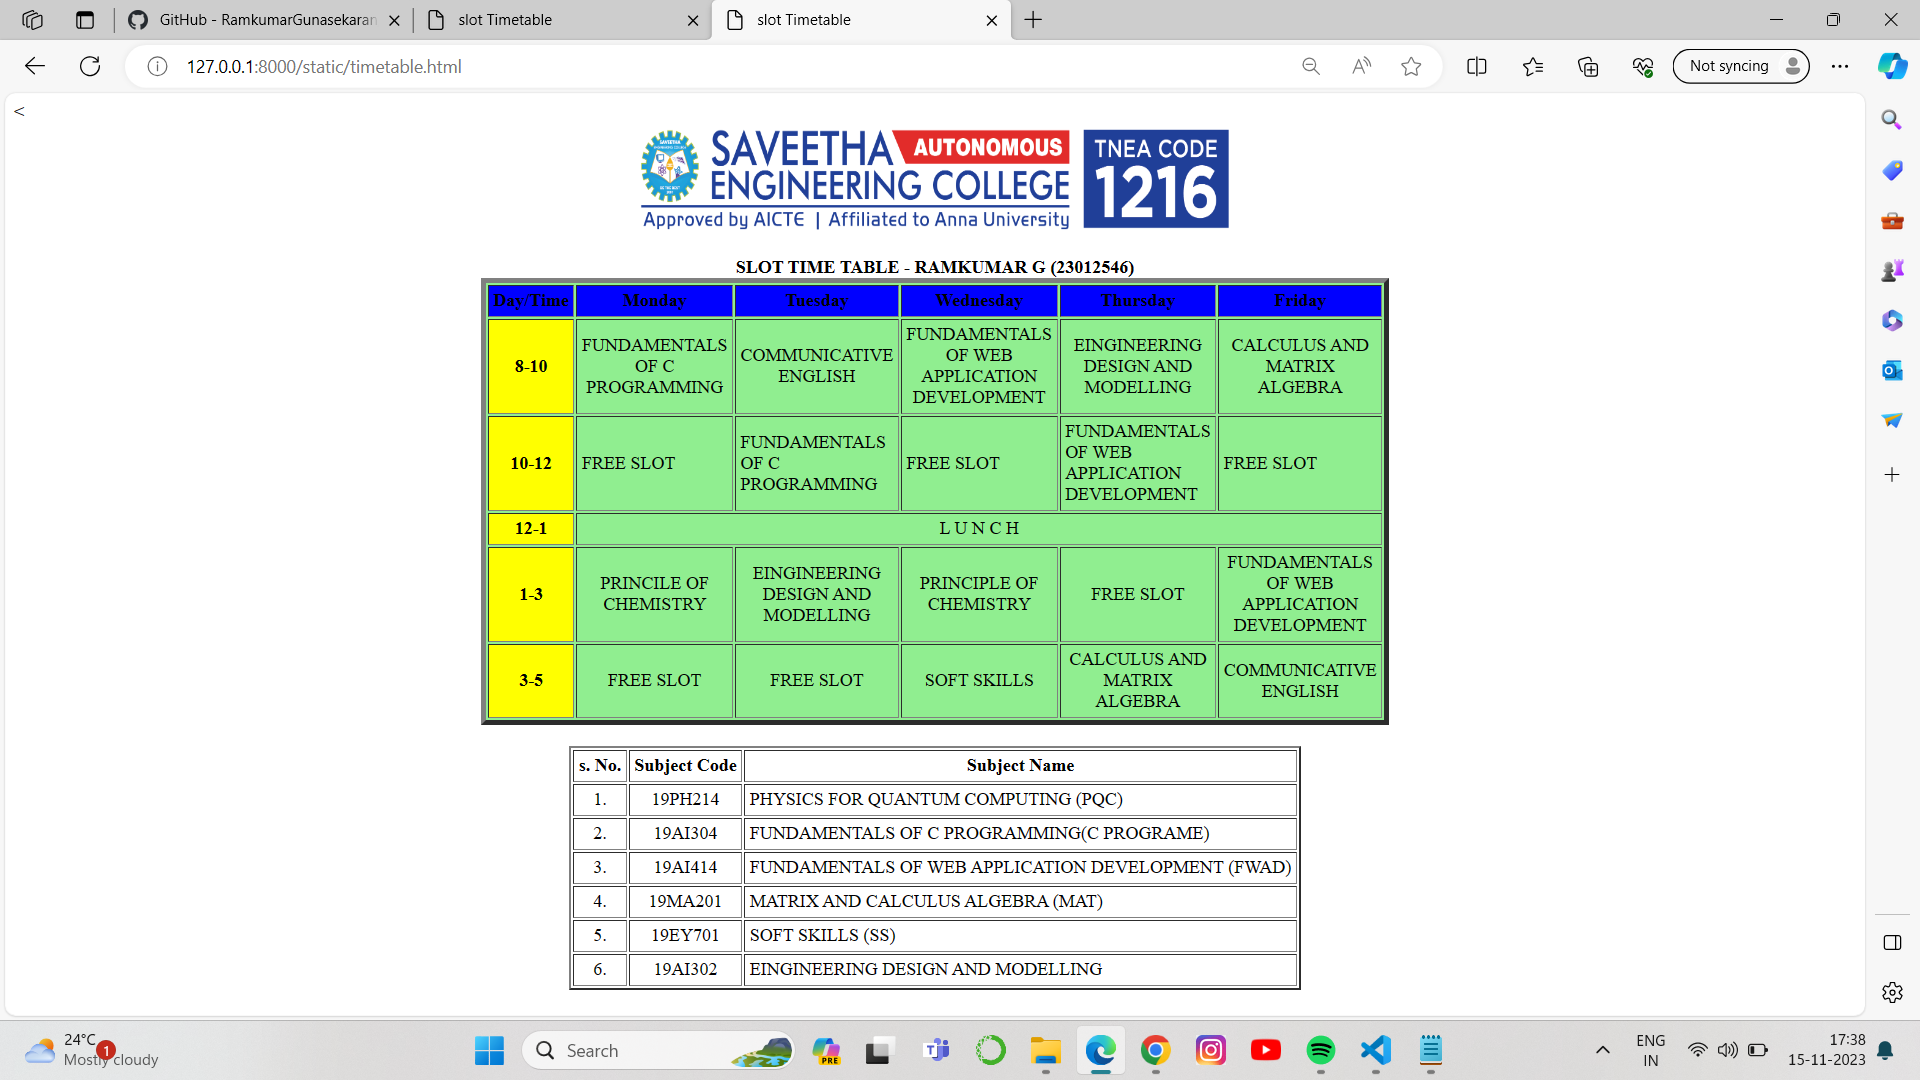 GitHub - RamkumarGunasekaran
slot Timetable
slot Timetable
127.0.0.1:8000/static/timetable.html
Not syncing
<
SAVEETHA AUTONOMOUS
ENGINEERING COLLEGE
Approved by AICTE | Affiliated to Anna University
TNEA CODE
1216
SLOT TIME TABLE - RAMKUMAR G (23012546)
Day/Time Monday Tuesday Wednesday Thursday Friday
8-10
FUNDAMENTALS
OF C
PROGRAMMING
COMMUNICATIVE
ENGLISH
FUNDAMENTALS
OF WEB
APPLICATION
DEVELOPMENT
EINGINEERING
DESIGN AND
MODELLING
CALCULUS AND
MATRIX
ALGEBRA
10-12
FREE SLOT
FUNDAMENTALS
OF C
PROGRAMMING
FREE SLOT
FUNDAMENTALS
OF WEB
APPLICATION
DEVELOPMENT
FREE SLOT
12-1
L U N C H
1-3
PRINCILE OF
CHEMISTRY
EINGINEERING
DESIGN AND
MODELLING
PRINCIPLE OF
CHEMISTRY
FREE SLOT
FUNDAMENTALS
OF WEB
APPLICATION
DEVELOPMENT
3-5
FREE SLOT
FREE SLOT
SOFT SKILLS
CALCULUS AND
MATRIX
ALGEBRA
COMMUNICATIVE
ENGLISH
s. No. Subject Code Subject Name
1. 19PH214 PHYSICS FOR QUANTUM COMPUTING (PQC)
2. 19AI304 FUNDAMENTALS OF C PROGRAMMING(C PROGRAME)
3. 19AI414 FUNDAMENTALS OF WEB APPLICATION DEVELOPMENT (FWAD)
4. 19MA201 MATRIX AND CALCULUS ALGEBRA (MAT)
5. 19EY701 SOFT SKILLS (SS)
6. 19AI302 EINGINEERING DESIGN AND MODELLING
24°C
1
Mostly cloudy
Search
PRE
ENG
IN
17:38
15-11-2023